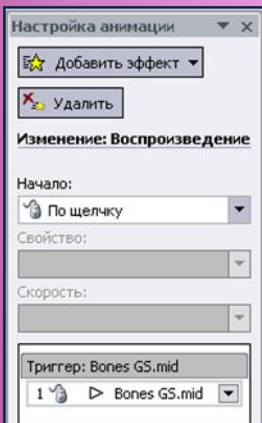 Настройка анимации
Добавить эффект
Удалить
Изменение: Воспроизведение
Начало:
По щелчку
Свойство:
Скорость:
Триггер: Bones GS.mid
1 Bones GS.mid